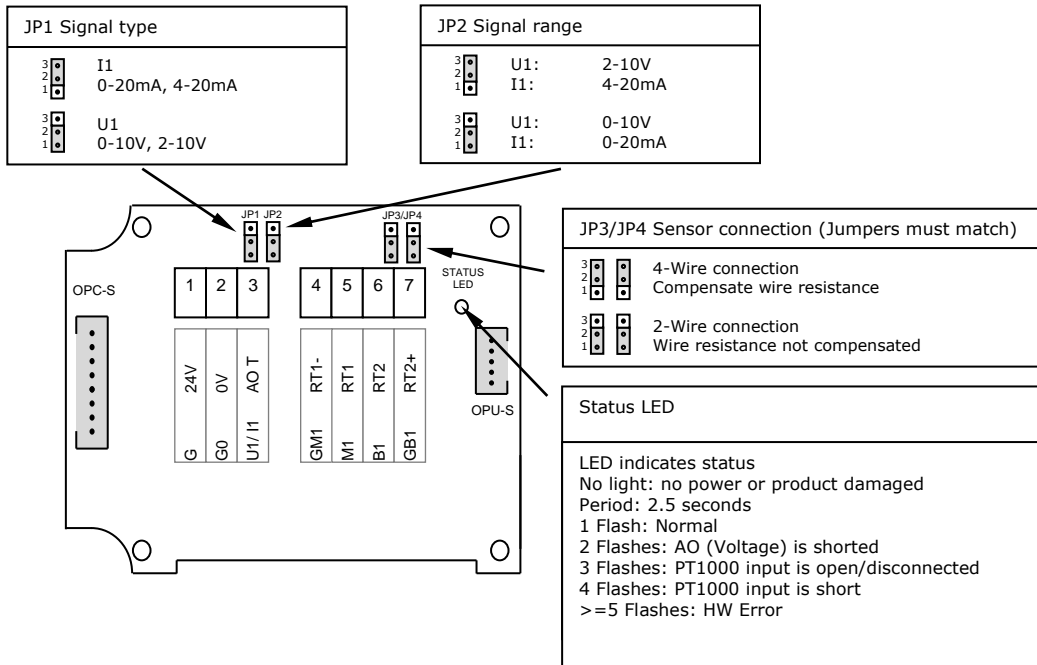 JP1 Signal type
3
2
1
I1
0-20mA, 4-20mA
3
2
1
U1
0-10V, 2-10V
JP2 Signal range
3
2
1
U1: 2-10V
I1: 4-20mA
3
2
1
U1: 0-10V
I1: 0-20mA
JP1 JP2
JP3/JP4
OPC-S
1 2 3 4 5 6 7
STATUS
LED
24V 0V AO T RT1- RT1 RT2 RT2+
G G0 U1/ I1 GM1 M1 B1 GB1
OPU-S
JP3/JP4 Sensor connection (Jumpers must match)
3
2
1
4-Wire connection
Compensate wire resistance
3
2
1
2-Wire connection
Wire resistance not compensated
Status LED
LED indicates status
No light: no power or product damaged
Period: 2.5 seconds
1 Flash: Normal
2 Flashes: AO (Voltage) is shorted
3 Flashes: PT1000 input is open/disconnected
4 Flashes: PT1000 input is short
>=5 Flashes: HW Error